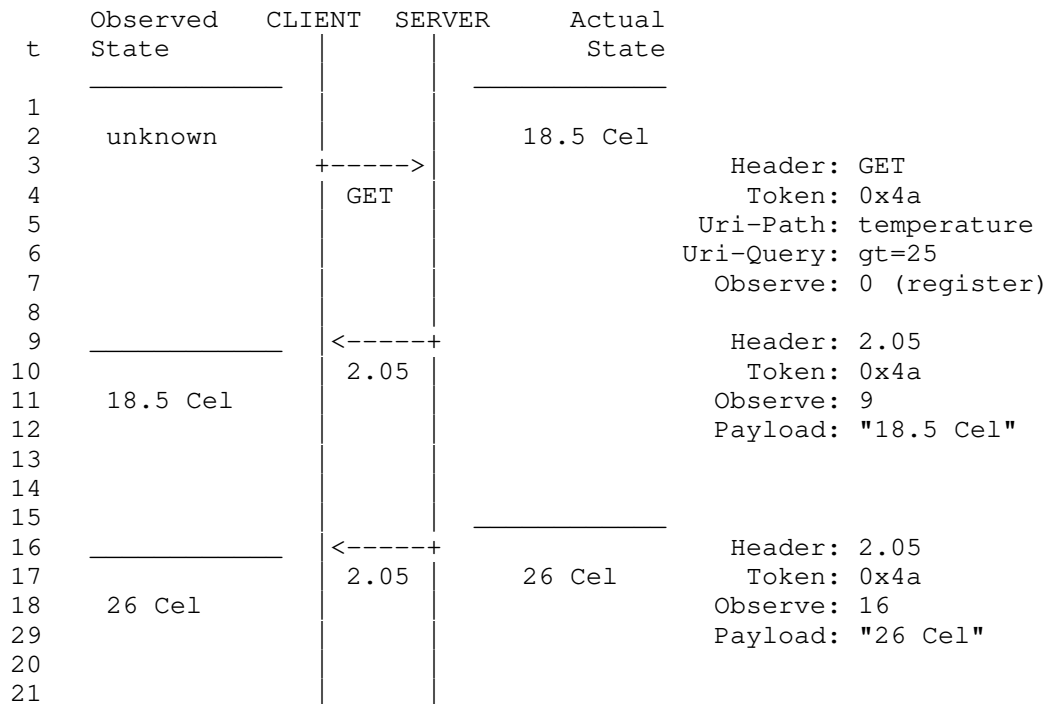 Observed CLIENT SERVER Actual
t State State
1
2 unknown 18.5 Cel
3 +-----> Header: GET
4 GET Token: 0x4a
5 Uri-Path: temperature
6 Uri-Query: gt=25
7 Observe: 0 (register)
8
9 <-----+ Header: 2.05
10 2.05 Token: 0x4a
11 18.5 Cel Observe: 9
12 Payload: "18.5 Cel"
13
14
15
16 <-----+ Header: 2.05
17 2.05 26 Cel Token: 0x4a
18 26 Cel Observe: 16
29 Payload: "26 Cel"
20
21